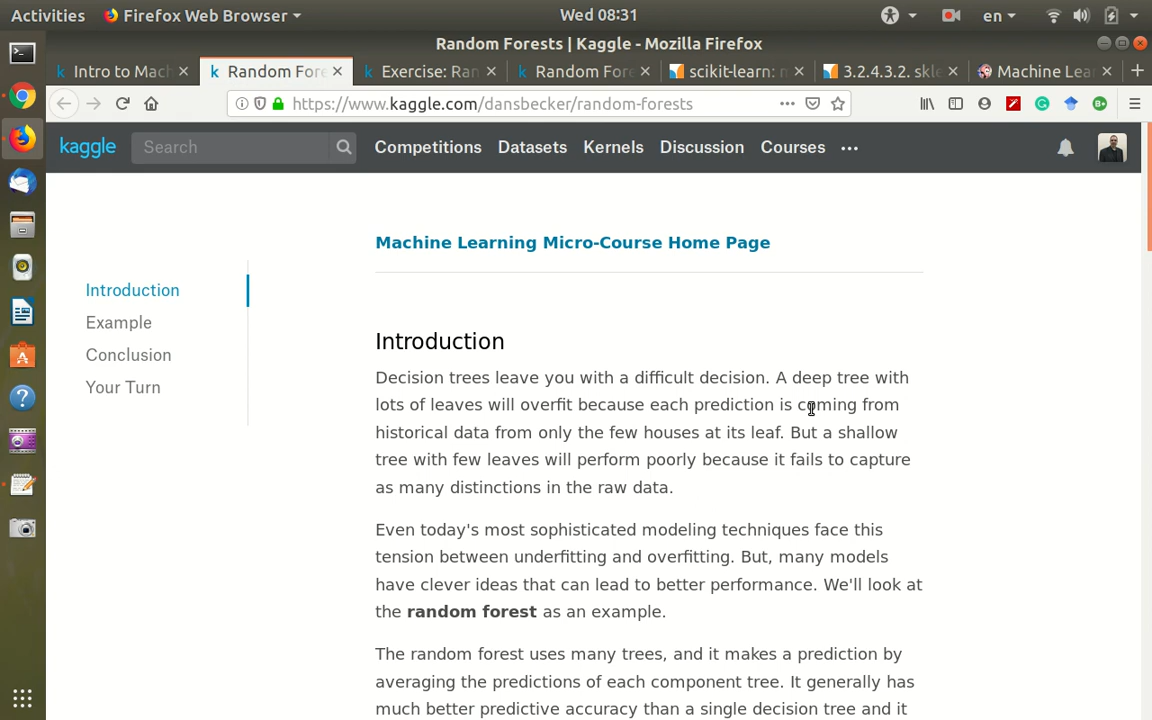 Activities Firefox Web Browser Wed 08:31 en
Random Forests | Kaggle - Mozilla Firefox
Intro to Mach Random Fore Exercise: Ran Random Fore scikit-learn: m 3.2.4.3.2. skle Machine Lear
https://www.kaggle.com/dansbecker/random-forests
kaggle Search Competitions Datasets Kernels Discussion Courses
Machine Learning Micro-Course Home Page
Introduction
Example
Conclusion
Your Turn
Introduction
Decision trees leave you with a difficult decision. A deep tree with
lots of leaves will overfit because each prediction is coming from
historical data from only the few houses at its leaf. But a shallow
tree with few leaves will perform poorly because it fails to capture
as many distinctions in the raw data.
Even today's most sophisticated modeling techniques face this
tension between underfitting and overfitting. But, many models
have clever ideas that can lead to better performance. We'll look at
the random forest as an example.
The random forest uses many trees, and it makes a prediction by
averaging the predictions of each component tree. It generally has
much better predictive accuracy than a single decision tree and it